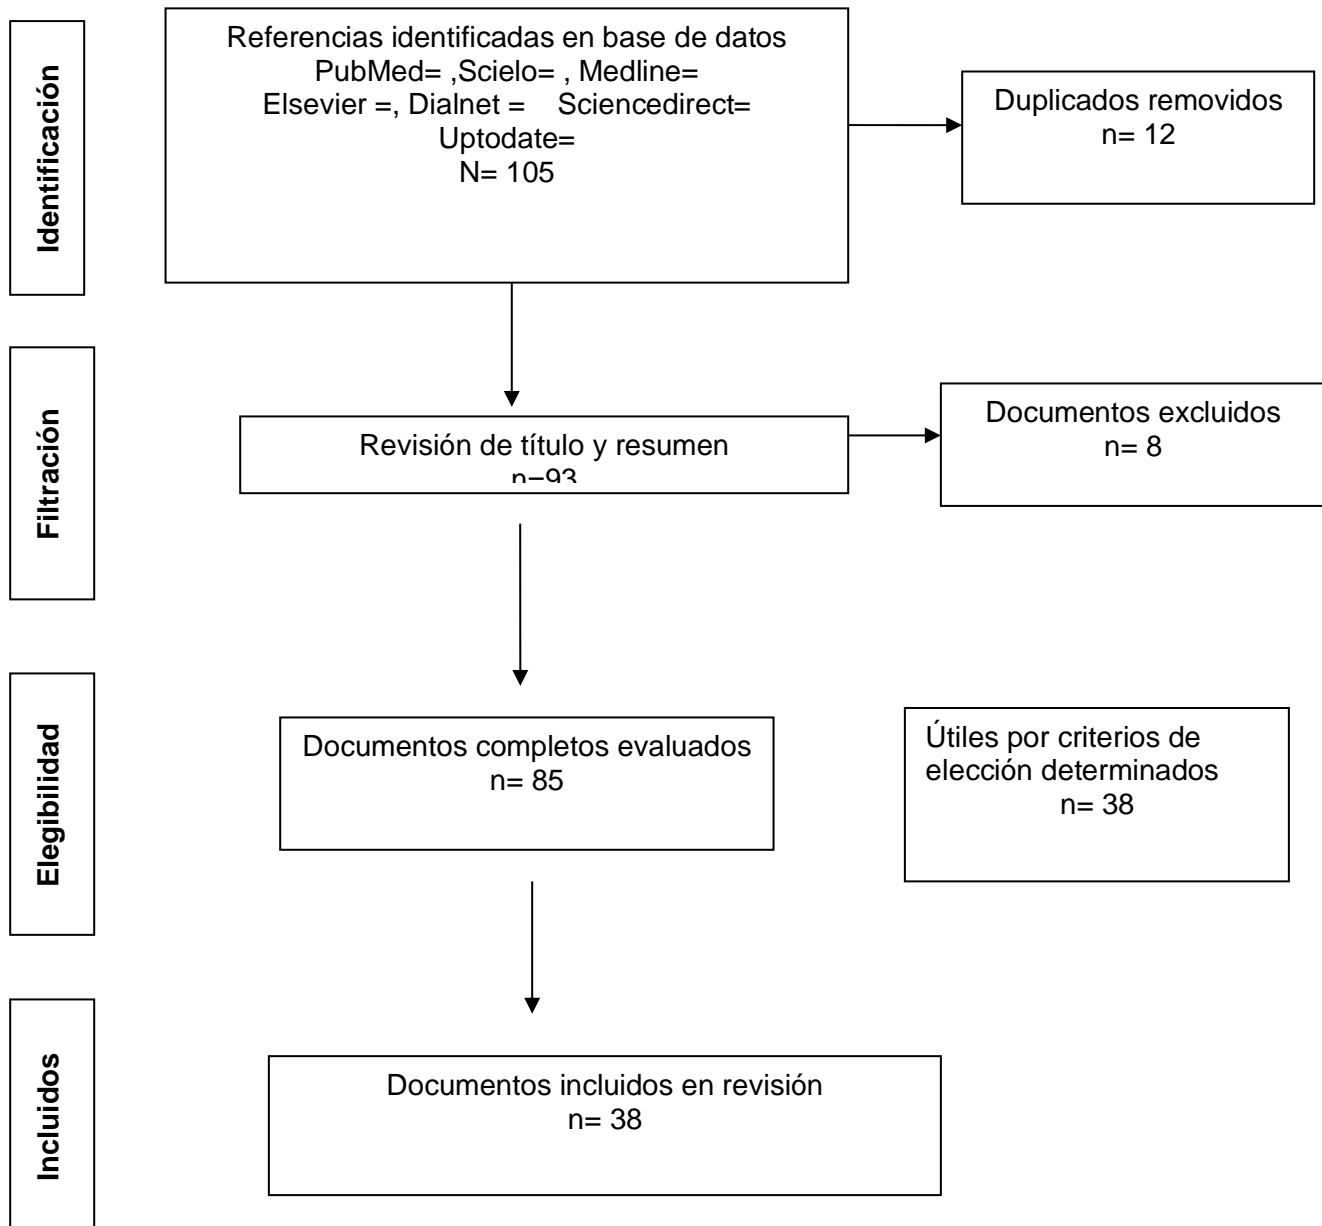 Identificación
Referencias identificadas en base de datos
PubMed= ,Scielo= , Medline=
Elsevier =, Dialnet = Sciencedirect=
Uptodate=
N= 105
Duplicados removidos
n= 12
Filtración
Revisión de título y resumen
n=93
Documentos excluidos
n= 8
Elegibilidad
Documentos completos evaluados
n= 85
Útiles por criterios de
elección determinados
n= 38
Incluidos
Documentos incluidos en revisión
n= 38